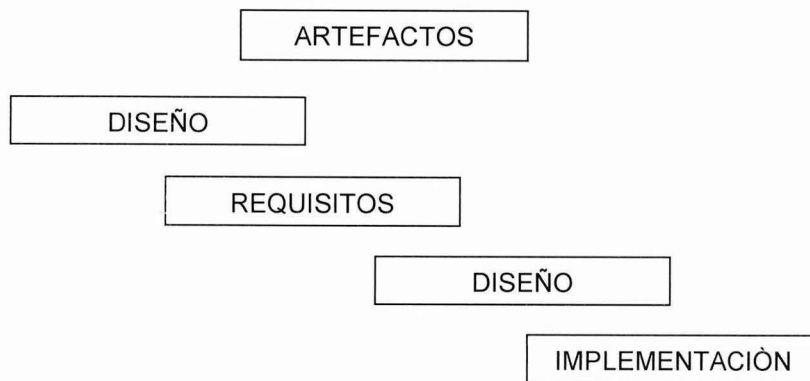 ARTEFACTOS
DISEÑO
REQUISITOS
DISEÑO
IMPLEMENTACIÒN